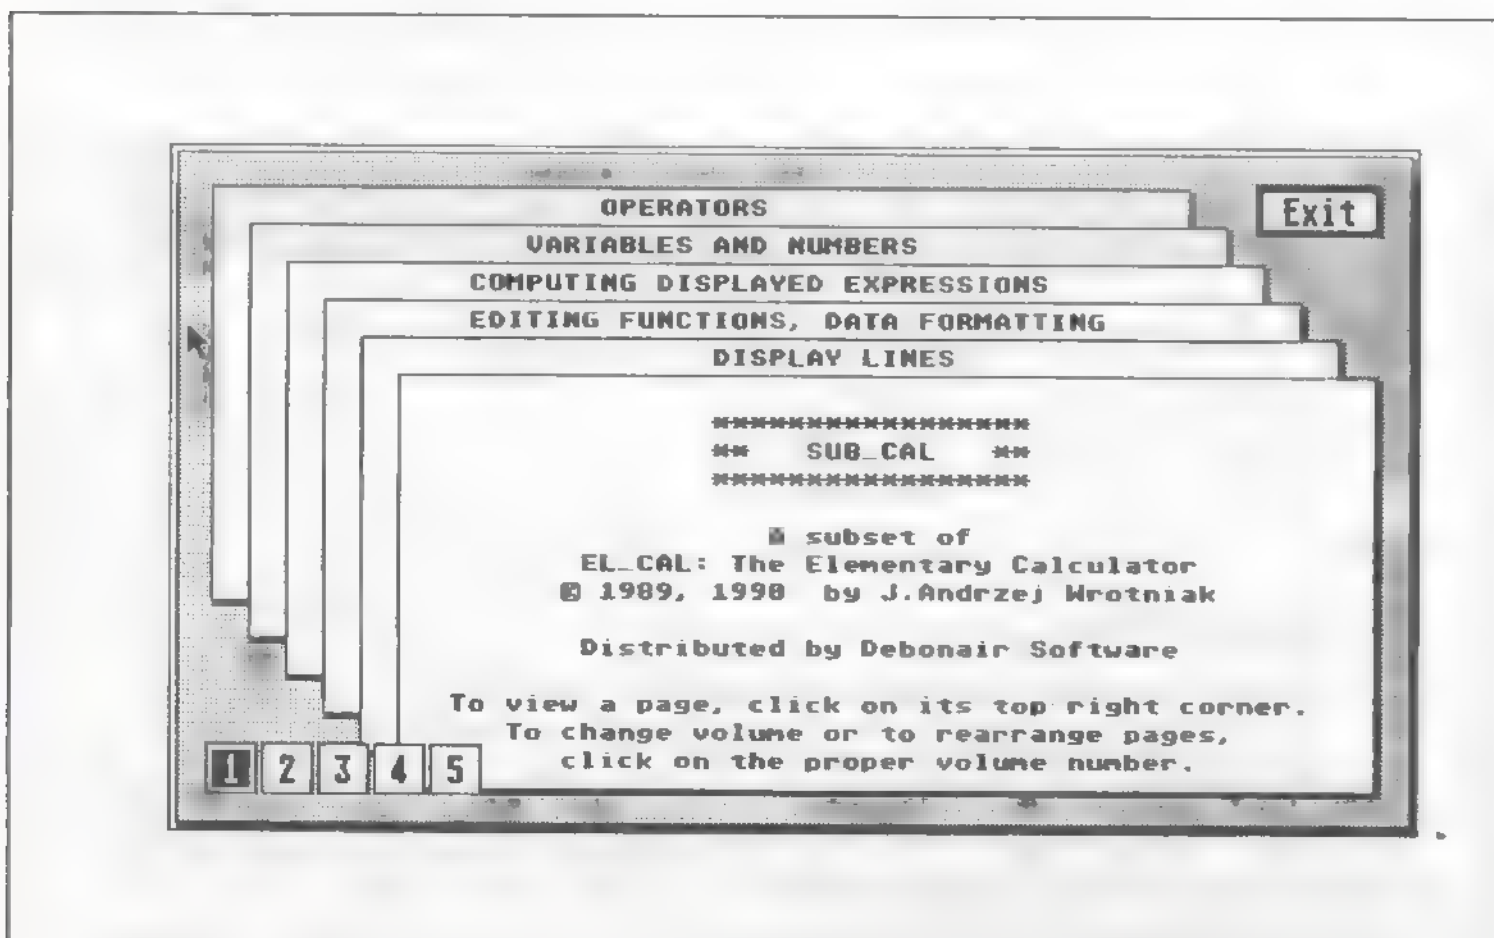 Exit
OPERATORS
VARIABLES AND NUMBERS
COMPUTING DISPLAYED EXPRESSIONS
EDITING FUNCTIONS, DATA FORMATTING
DISPLAY LINES
*****************
** SUB_CAL **
*****************
a subset of
EL_CAL: The Elementary Calculator
© 1989, 1990 by J.Andrzej Wrotniak
Distributed by Debonair Software
To view a page, click on its top right corner.
To change volume or to rearrange pages,
click on the proper volume number.
1 2 3 4 5